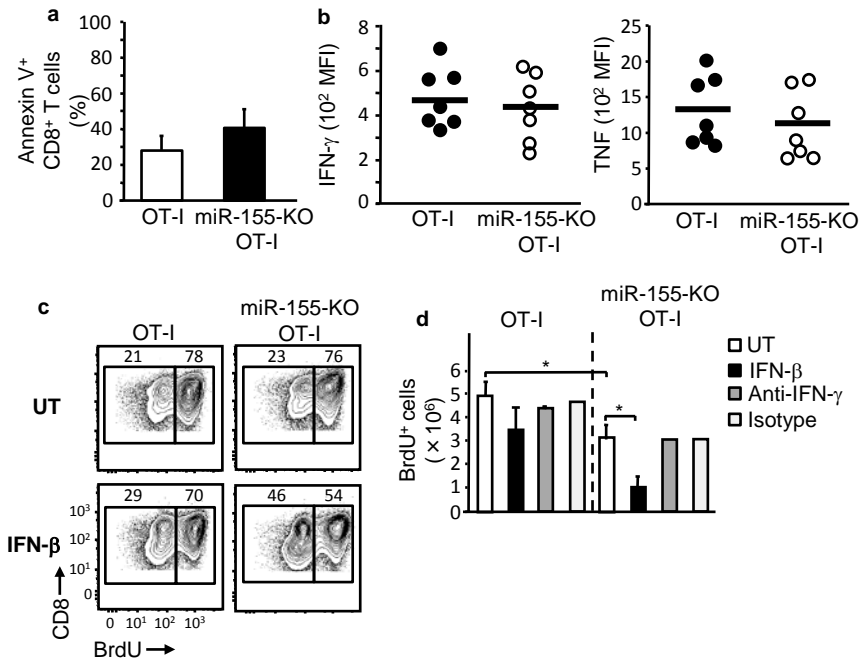 a
100
80
60
40
20
0
Annexin V⁺
CD8⁺ T cells
(%)
OT-I
miR-155-KO
OT-I
b
8
6
4
2
0
IFN-γ (10² MFI)
OT-I
miR-155-KO
OT-I
25
20
15
10
5
0
TNF (10² MFI)
OT-I
miR-155-KO
OT-I
c
OT-I
miR-155-KO
OT-I
UT
21 78
23 76
IFN-β
29 70
46 54
10³
10²
10¹
0
CD8
0 10¹ 10² 10³
BrdU
d
OT-I
miR-155-KO
OT-I
6
5
4
3
2
1
0
BrdU⁺ cells
(× 10⁶)
*
*
UT
IFN-β
Anti-IFN-γ
Isotype